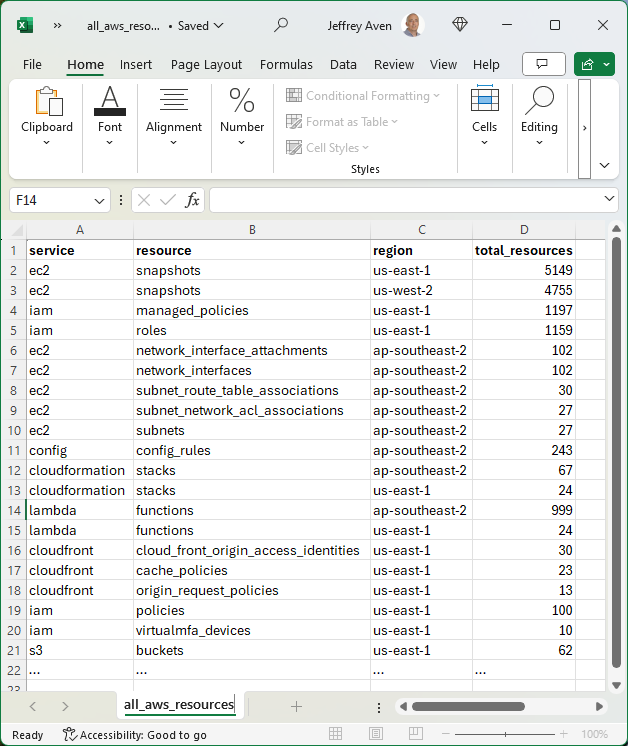 all_aws_reso... • Saved Jeffrey Aven
File Home Insert Page Layout Formulas Data Review View Help
Clipboard Font Alignment Number Conditional Formatting Format as Table Cell Styles Cells Editing
Styles
F14 fx
A B C D
1 service resource region total_resources
2 ec2 snapshots us-east-1 5149
3 ec2 snapshots us-west-2 4755
4 iam managed_policies us-east-1 1197
5 iam roles us-east-1 1159
6 ec2 network_interface_attachments ap-southeast-2 102
7 ec2 network_interfaces ap-southeast-2 102
8 ec2 subnet_route_table_associations ap-southeast-2 30
9 ec2 subnet_network_acl_associations ap-southeast-2 27
10 ec2 subnets ap-southeast-2 27
11 config config_rules ap-southeast-2 243
12 cloudformation stacks ap-southeast-2 67
13 cloudformation stacks us-east-1 24
14 lambda functions ap-southeast-2 999
15 lambda functions us-east-1 24
16 cloudfront cloud_front_origin_access_identities us-east-1 30
17 cloudfront cache_policies us-east-1 23
18 cloudfront origin_request_policies us-east-1 13
19 iam policies us-east-1 100
20 iam virtualmfa_devices us-east-1 10
21 s3 buckets us-east-1 62
22 ... ... ... ...
23
all_aws_resources
Ready Accessibility: Good to go 100%